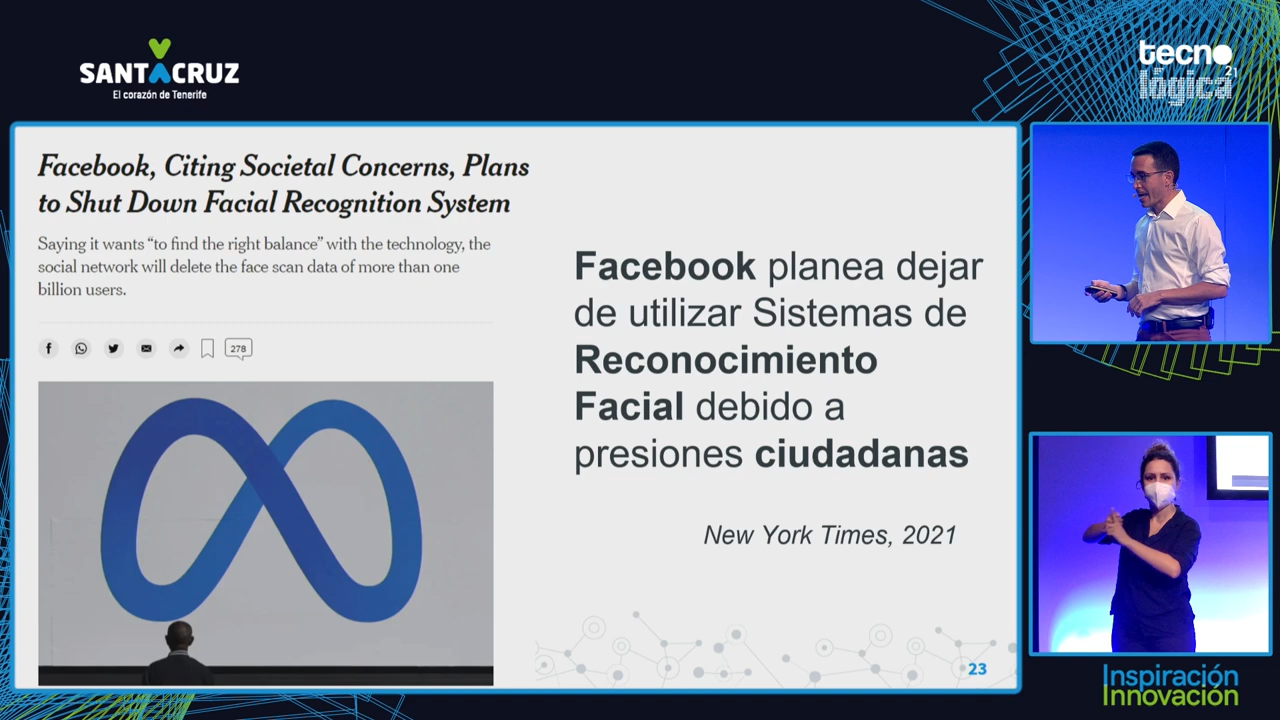 SANTACRUZ
El corazón de Tenerife
tecno
lógica
21
Facebook, Citing Societal Concerns, Plans
to Shut Down Facial Recognition System
Saying it wants “to find the right balance” with the technology, the
social network will delete the face scan data of more than one
billion users.
278
Facebook planea dejar
de utilizar Sistemas de
Reconocimiento
Facial debido a
presiones ciudadanas
New York Times, 2021
23
Inspiración
Innovación